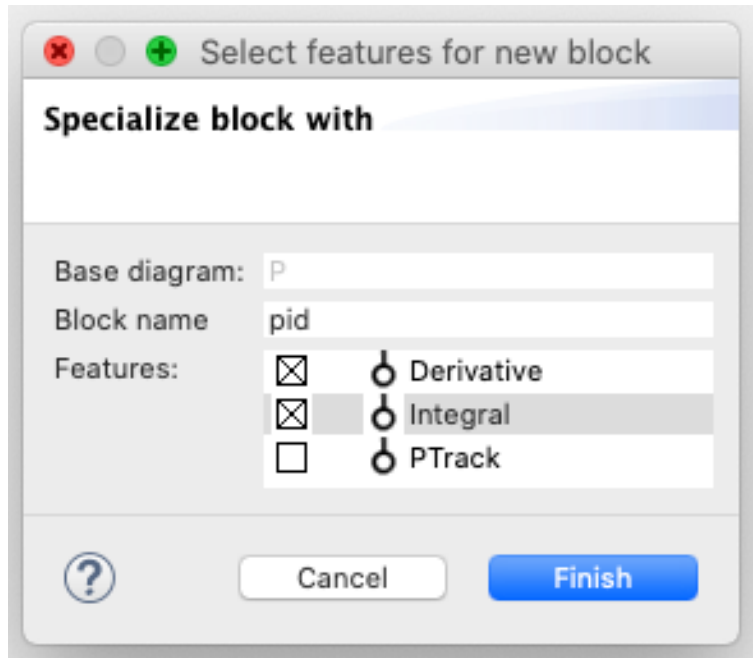 Select features for new block
Specialize block with
Base diagram: P
Block name pid
Features:
Derivative
Integral
PTrack
?
Cancel Finish